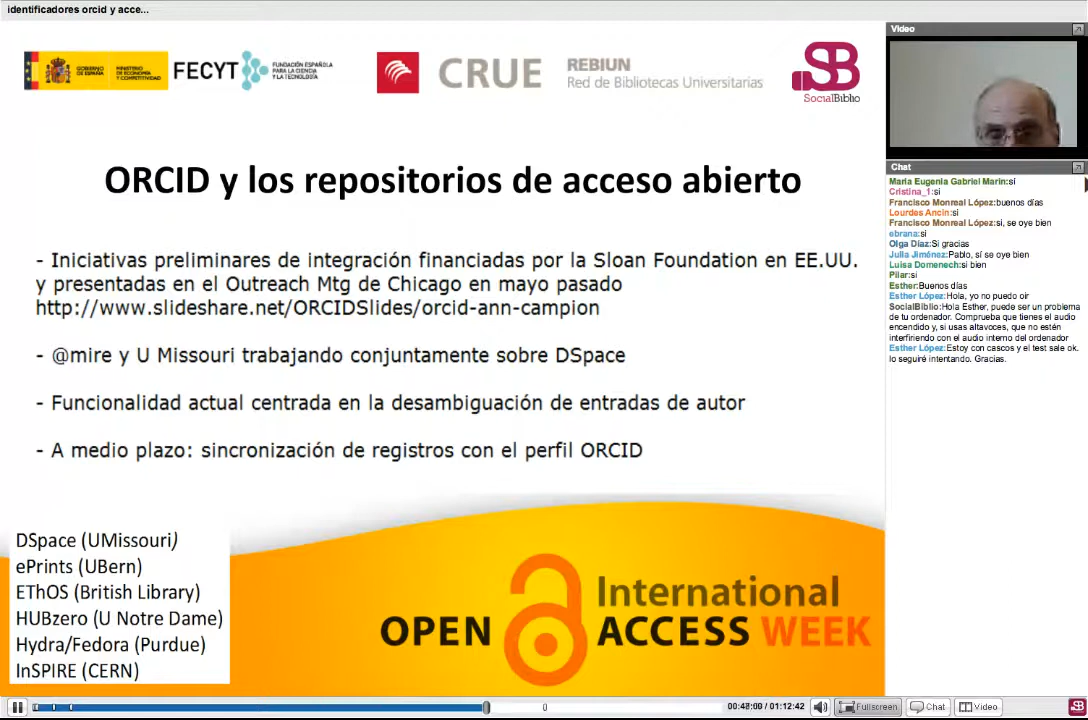 identificadores orcid y acce...
GOBIERNO DE ESPAÑA
MINISTERIO DE ECONOMÍA Y COMPETITIVIDAD
FECYT
FUNDACIÓN ESPAÑOLA
PARA LA CIENCIA
Y LA TECNOLOGÍA
CRUE
REBIUN
Red de Bibliotecas Universitarias
SB
SocialBiblio
ORCID y los repositorios de acceso abierto
- Iniciativas preliminares de integración financiadas por la Sloan Foundation en EE.UU.
y presentadas en el Outreach Mtg de Chicago en mayo pasado
http://www.slideshare.net/ORCIDSlides/orcid-ann-campion
- @mire y U Missouri trabajando conjuntamente sobre DSpace
- Funcionalidad actual centrada en la desambiguación de entradas de autor
- A medio plazo: sincronización de registros con el perfil ORCID
DSpace (UMissouri)
ePrints (UBern)
EThOS (British Library)
HUBzero (U Notre Dame)
Hydra/Fedora (Purdue)
InSPIRE (CERN)
International
OPEN ACCESS WEEK
Video
Chat
Maria Eugenia Gabriel Marin:sí
Cristina_1:si
Francisco Monreal López:buenos días
Lourdes Ancin:si
Francisco Monreal López:si, se oye bien
ebrana:si
Olga Díaz:Si gracias
Julia Jiménez:Pablo, sí se oye bien
Luisa Domenech:si bien
Pilar:si
Esther:Buenos días
Esther López:Hola, yo no puedo oir
SocialBiblio:Hola Esther, puede ser un problema
de tu ordenador. Comprueba que tienes el audio
encendido y, si usas altavoces, que no estén
interfiriendo con el audio interno del ordenador
Esther López:Estoy con cascos y el test sale ok.
lo seguiré intentando. Gracias.
00:48:00 / 01:12:42
Fullscreen
Chat
Video
SB